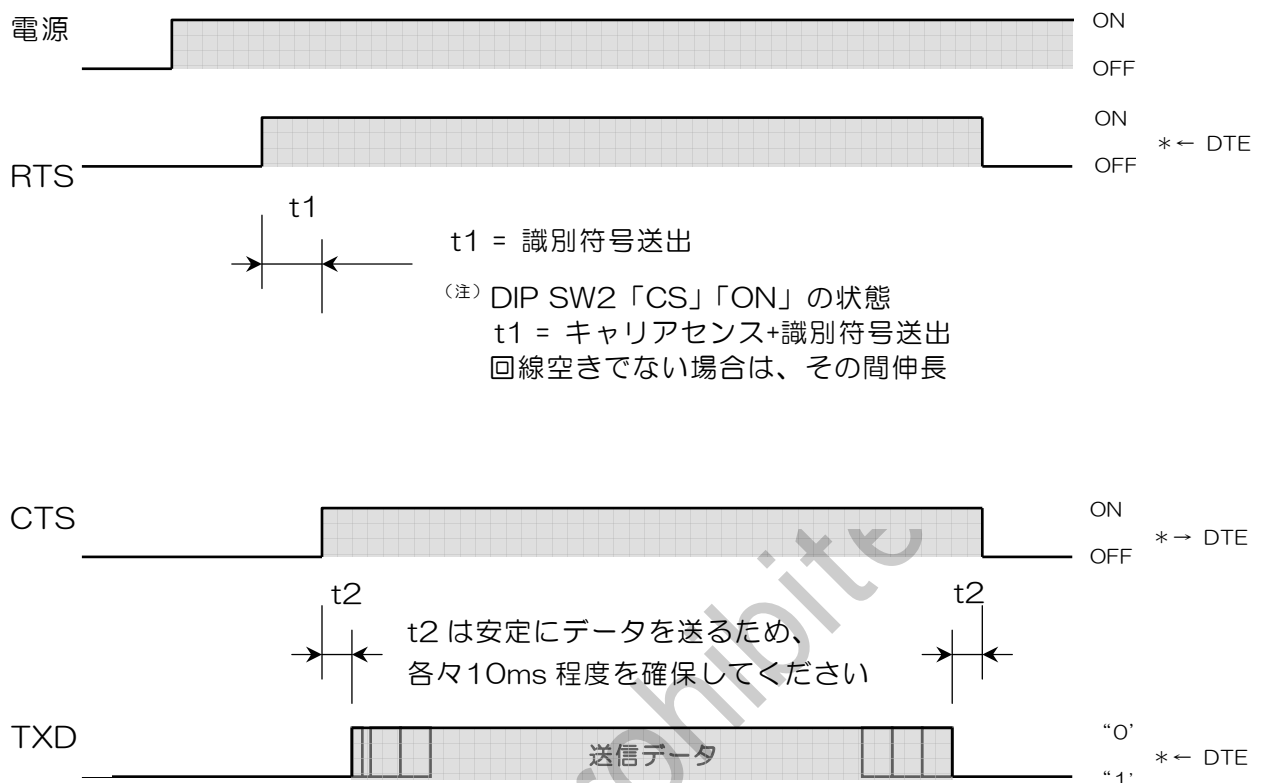 電源
ON
OFF
ON
*← DTE
OFF
RTS
t1
t1 = 識別符号送出
(注) DIP SW2「CS」「ON」の状態
t1 = キャリアセンス+識別符号送出
回線空きでない場合は、その間伸長
CTS
ON
*→ DTE
OFF
t2
t2
t2 は安定にデータを送るため、
各々10ms 程度を確保してください
TXD
送信データ
“0’
*← DTE
“1’